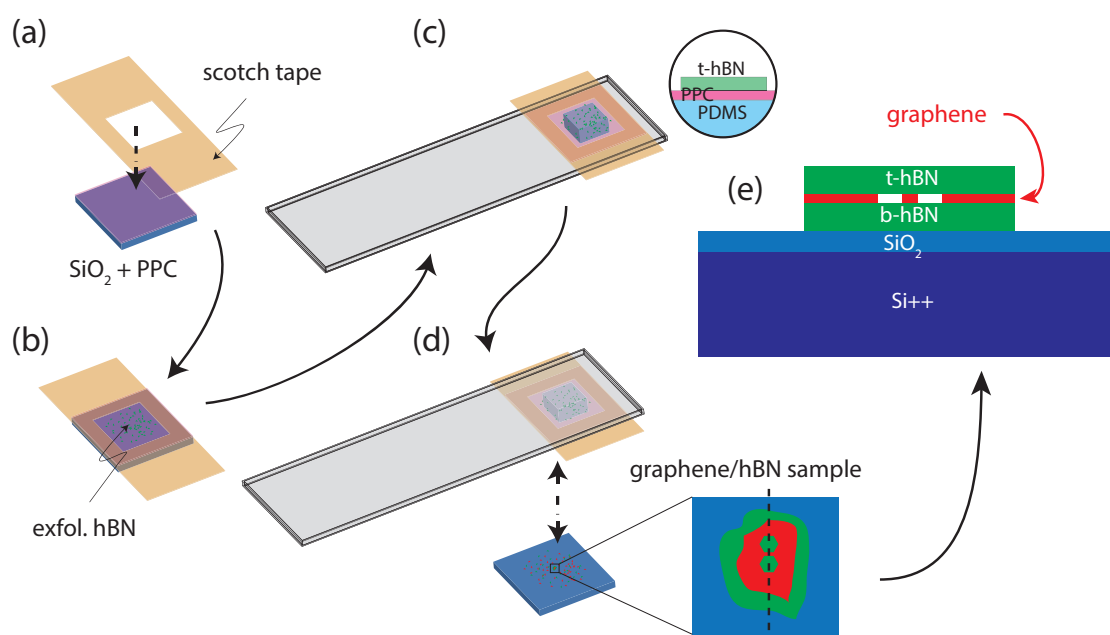 (a)
scotch tape
SiO₂ + PPC
(b)
exfol. hBN
(c)
t-hBN
PPC
PDMS
(d)
graphene/hBN sample
(e)
graphene
t-hBN
b-hBN
SiO₂
Si++